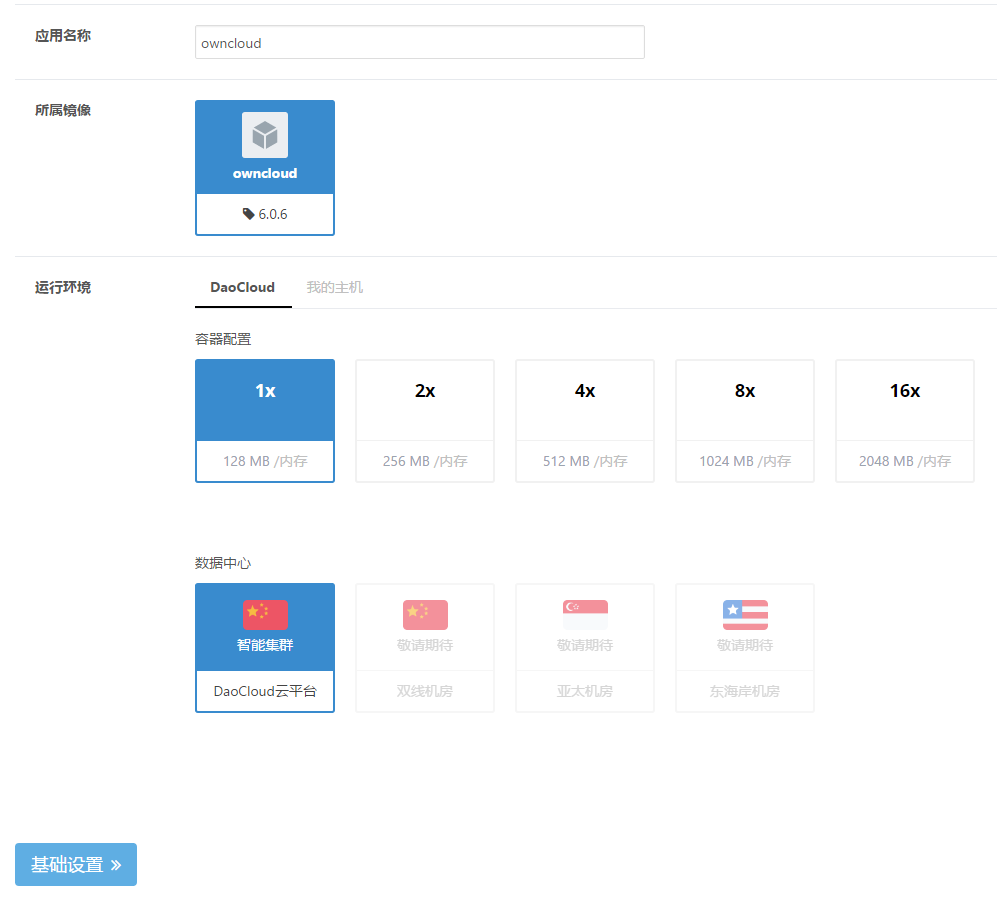 应用名称
owncloud
所属镜像
owncloud
6.0.6
运行环境
DaoCloud 我的主机
容器配置
1x 2x 4x 8x 16x
128 MB /内存 256 MB /内存 512 MB /内存 1024 MB /内存 2048 MB /内存
数据中心
智能集群 敬请期待 敬请期待 敬请期待
DaoCloud云平台 双线机房 亚太机房 东海岸机房
基础设置 »